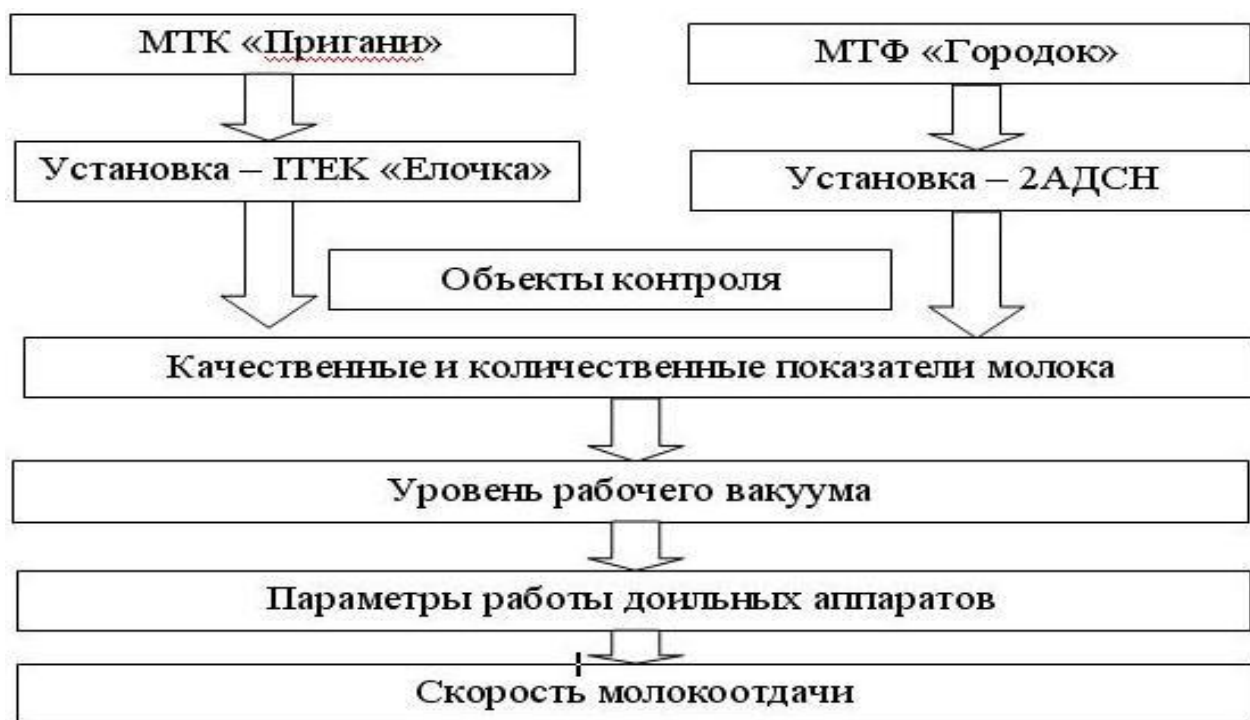 МТК «Пригани»
МТФ «Городок»
Установка – ITEK «Елочка»
Установка – 2АДСН
Объекты контроля
Качественные и количественные показатели молока
Уровень рабочего вакуума
Параметры работы доильных аппаратов
Скорость молокоотдачи